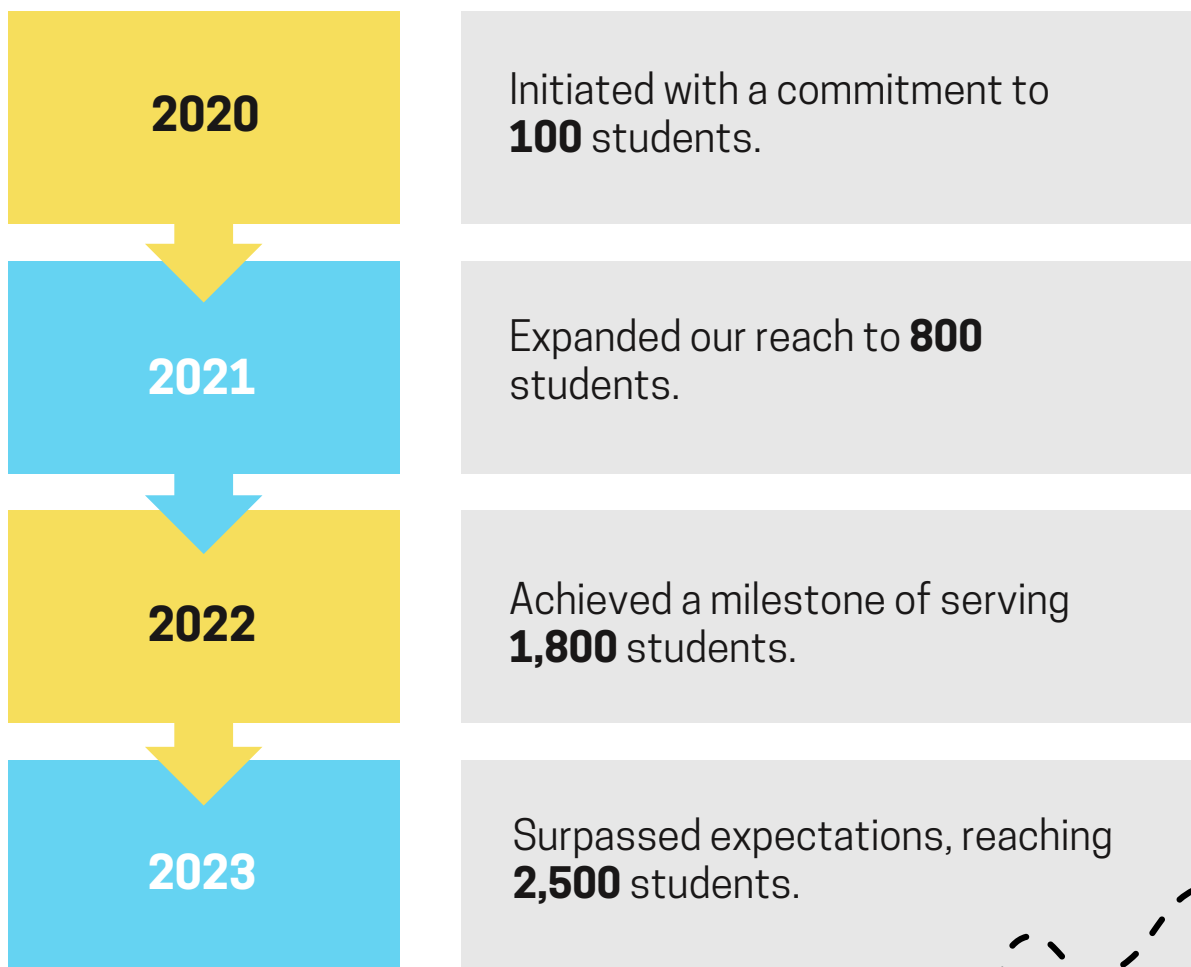 2020
Initiated with a commitment to
100 students.
2021
Expanded our reach to 800
students.
2022
Achieved a milestone of serving
1,800 students.
2023
Surpassed expectations, reaching
2,500 students.